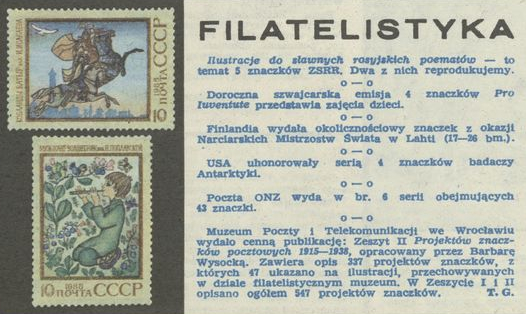 FILATELISTYKA
Ilustracje do sławnych rosyjskich poematów — to
temat 5 znaczków ZSRR. Dwa z nich reprodukujemy.
o—o
Doroczna szwajcarska emisja 4 znaczków Pro
Iuventute przedstawia zajęcia dzieci.
o—o
Finlandia wydała okolicznościowy znaczek z okazji
Narciarskich Mistrzostw Świata w Lahti (17—26 bm.).
o—o
USA uhonorowały serią 4 znaczków badaczy
Antarktyki.
o—o
Poczta ONZ wyda w br. 6 serii obejmujących
43 znaczki.
o—o
Muzeum Poczty i Telekomunikacji we Wrocławiu
wydało cenną publikację: Zeszyt II Projektów znacz-
ków pocztowych 1915—1938, opracowany przez Barbarę
Wysocką. Zawiera opis 337 projektów znaczków, z
których 47 ukazano na ilustracji, przechowywanych
w dziale filatelistycznym muzeum. W Zeszycie I i II
opisano ogółem 547 projektów znaczków. T. G.
10 ПОЧТА СССР
1988
10 ПОЧТА СССР
1988